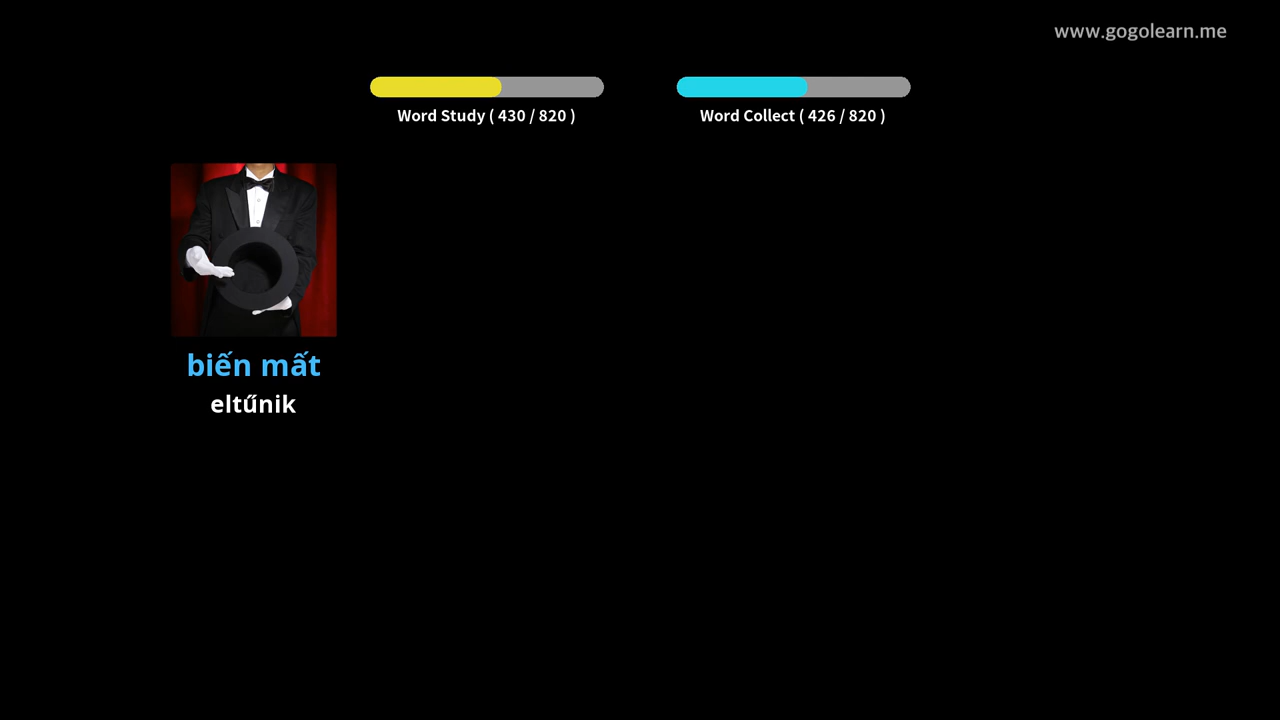 www.gogolearn.me
Word Study ( 430 / 820 )
Word Collect ( 426 / 820 )
biến mất
eltűnik